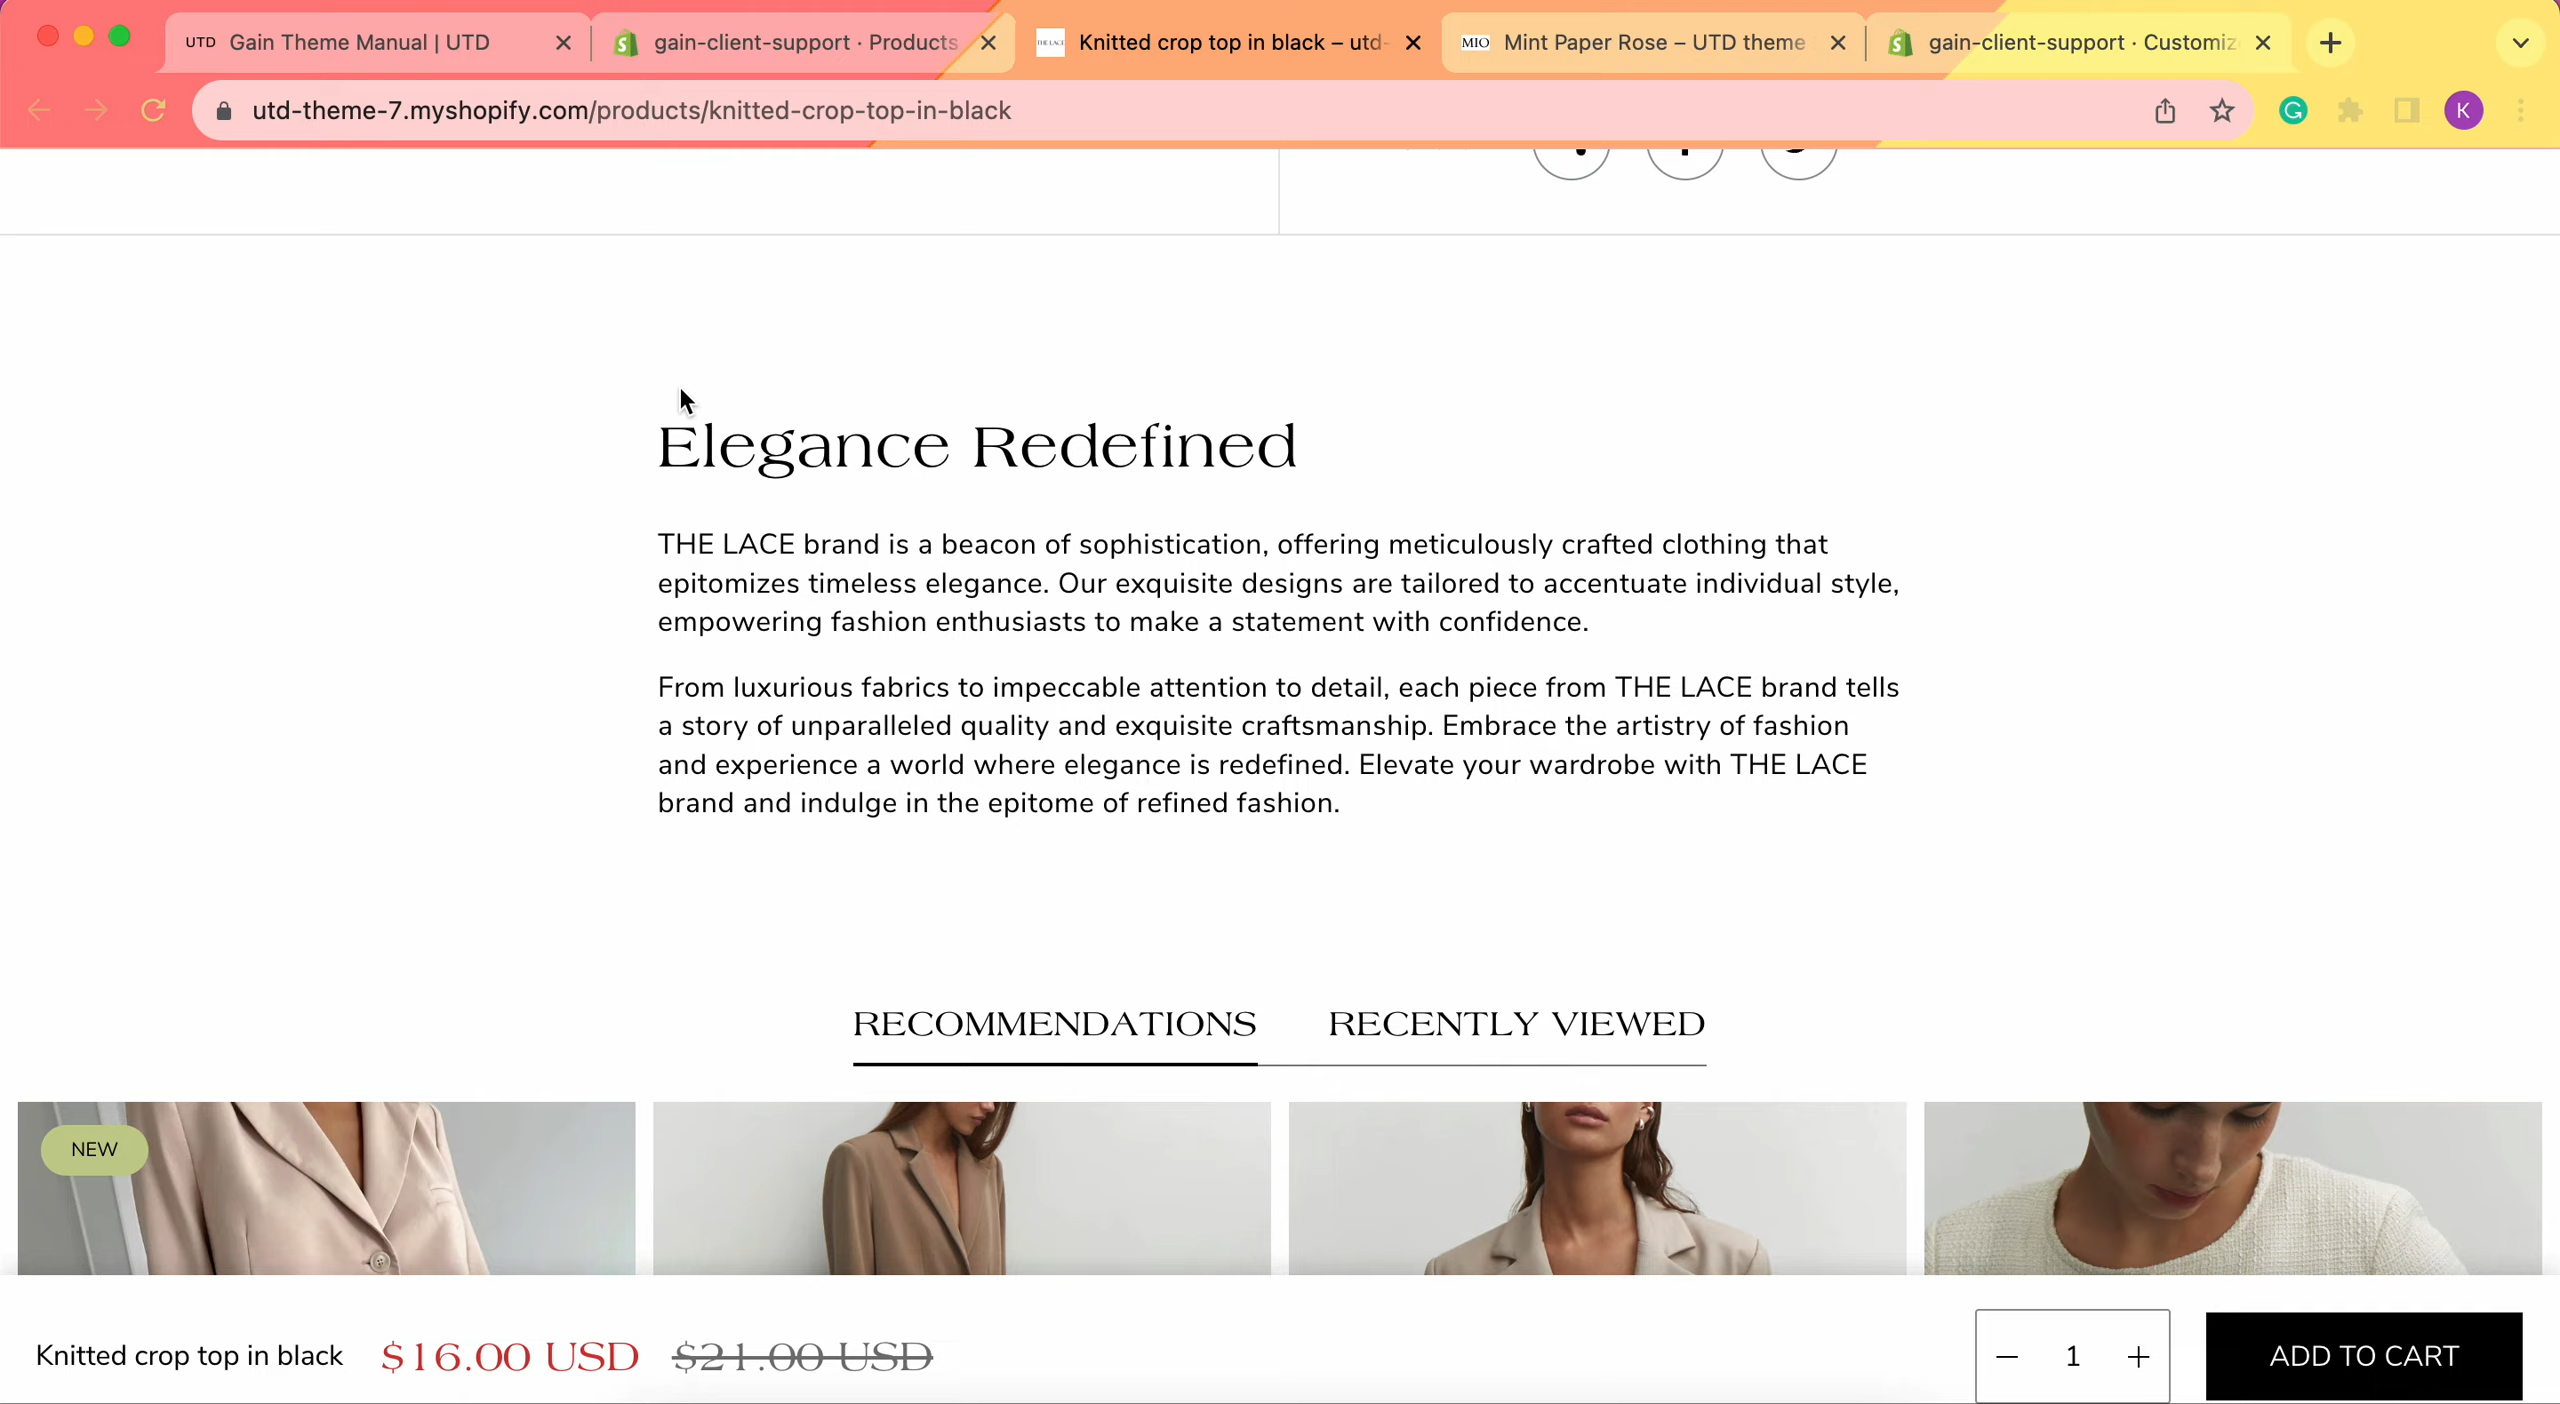 UTD Gain Theme Manual | UTD
gain-client-support · Products
THE LACE Knitted crop top in black – utd-
MIO Mint Paper Rose – UTD theme
gain-client-support · Customiz
utd-theme-7.myshopify.com/products/knitted-crop-top-in-black
K
Elegance Redefined
THE LACE brand is a beacon of sophistication, offering meticulously crafted clothing that
epitomizes timeless elegance. Our exquisite designs are tailored to accentuate individual style,
empowering fashion enthusiasts to make a statement with confidence.
From luxurious fabrics to impeccable attention to detail, each piece from THE LACE brand tells
a story of unparalleled quality and exquisite craftsmanship. Embrace the artistry of fashion
and experience a world where elegance is redefined. Elevate your wardrobe with THE LACE
brand and indulge in the epitome of refined fashion.
RECOMMENDATIONS RECENTLY VIEWED
NEW
Knitted crop top in black $16.00 USD $21.00 USD
1
ADD TO CART